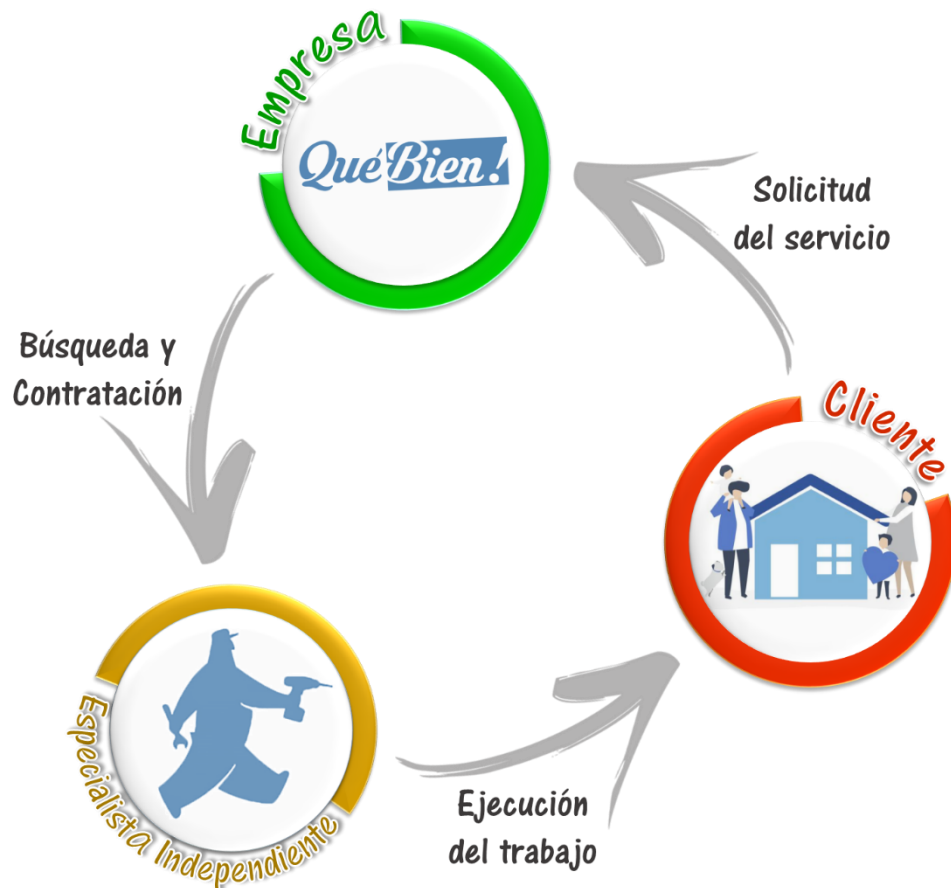 Empresa
QuéBien!
Solicitud
del servicio
Búsqueda y
Contratación
Cliente
Especialista Independiente
Ejecución
del trabajo